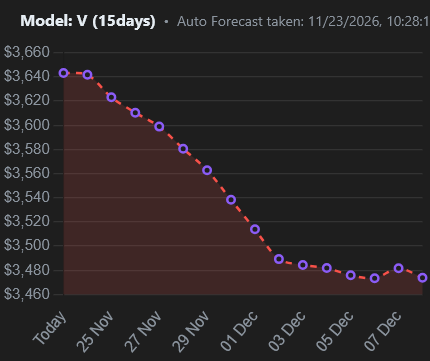 Model: V (15days) • Auto Forecast taken: 11/23/2026, 10:28:1
$3,660
$3,640
$3,620
$3,600
$3,580
$3,560
$3,540
$3,520
$3,500
$3,480
$3,460
Today
25 Nov
27 Nov
29 Nov
01 Dec
03 Dec
05 Dec
07 Dec